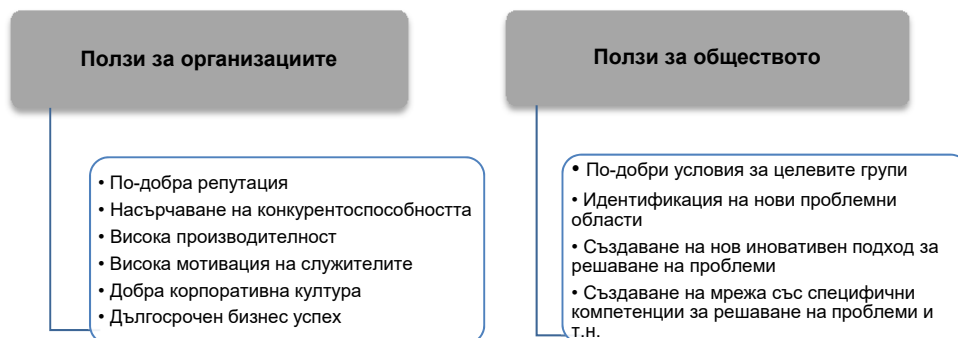 Ползи за организациите
• По-добра репутация
• Насърчаване на конкурентоспособността
• Висока производителност
• Висока мотивация на служителите
• Добра корпоративна култура
• Дългосрочен бизнес успех
Ползи за обществото
• По-добри условия за целевите групи
• Идентификация на нови проблемни
области
• Създаване на нов иновативен подход за
решаване на проблеми
• Създаване на мрежа със специфични
компетенции за решаване на проблеми и
т.н.